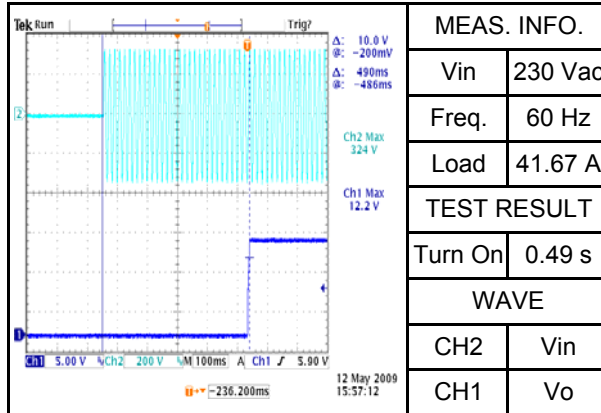 Tek Run Trig?
Δ: 10.0 V
@: -200mV
Δ: 490ms
@: -486ms
Ch2 Max
324 V
Ch1 Max
12.2 V
2
1
Ch1 5.00 V Ch2 200 V M 100ms A Ch1 5.90 V
-236.200ms
12 May 2009
15:57:12
MEAS. INFO.
Vin 230 Vac
Freq. 60 Hz
Load 41.67 A
TEST RESULT
Turn On 0.49 s
WAVE
CH2 Vin
CH1 Vo